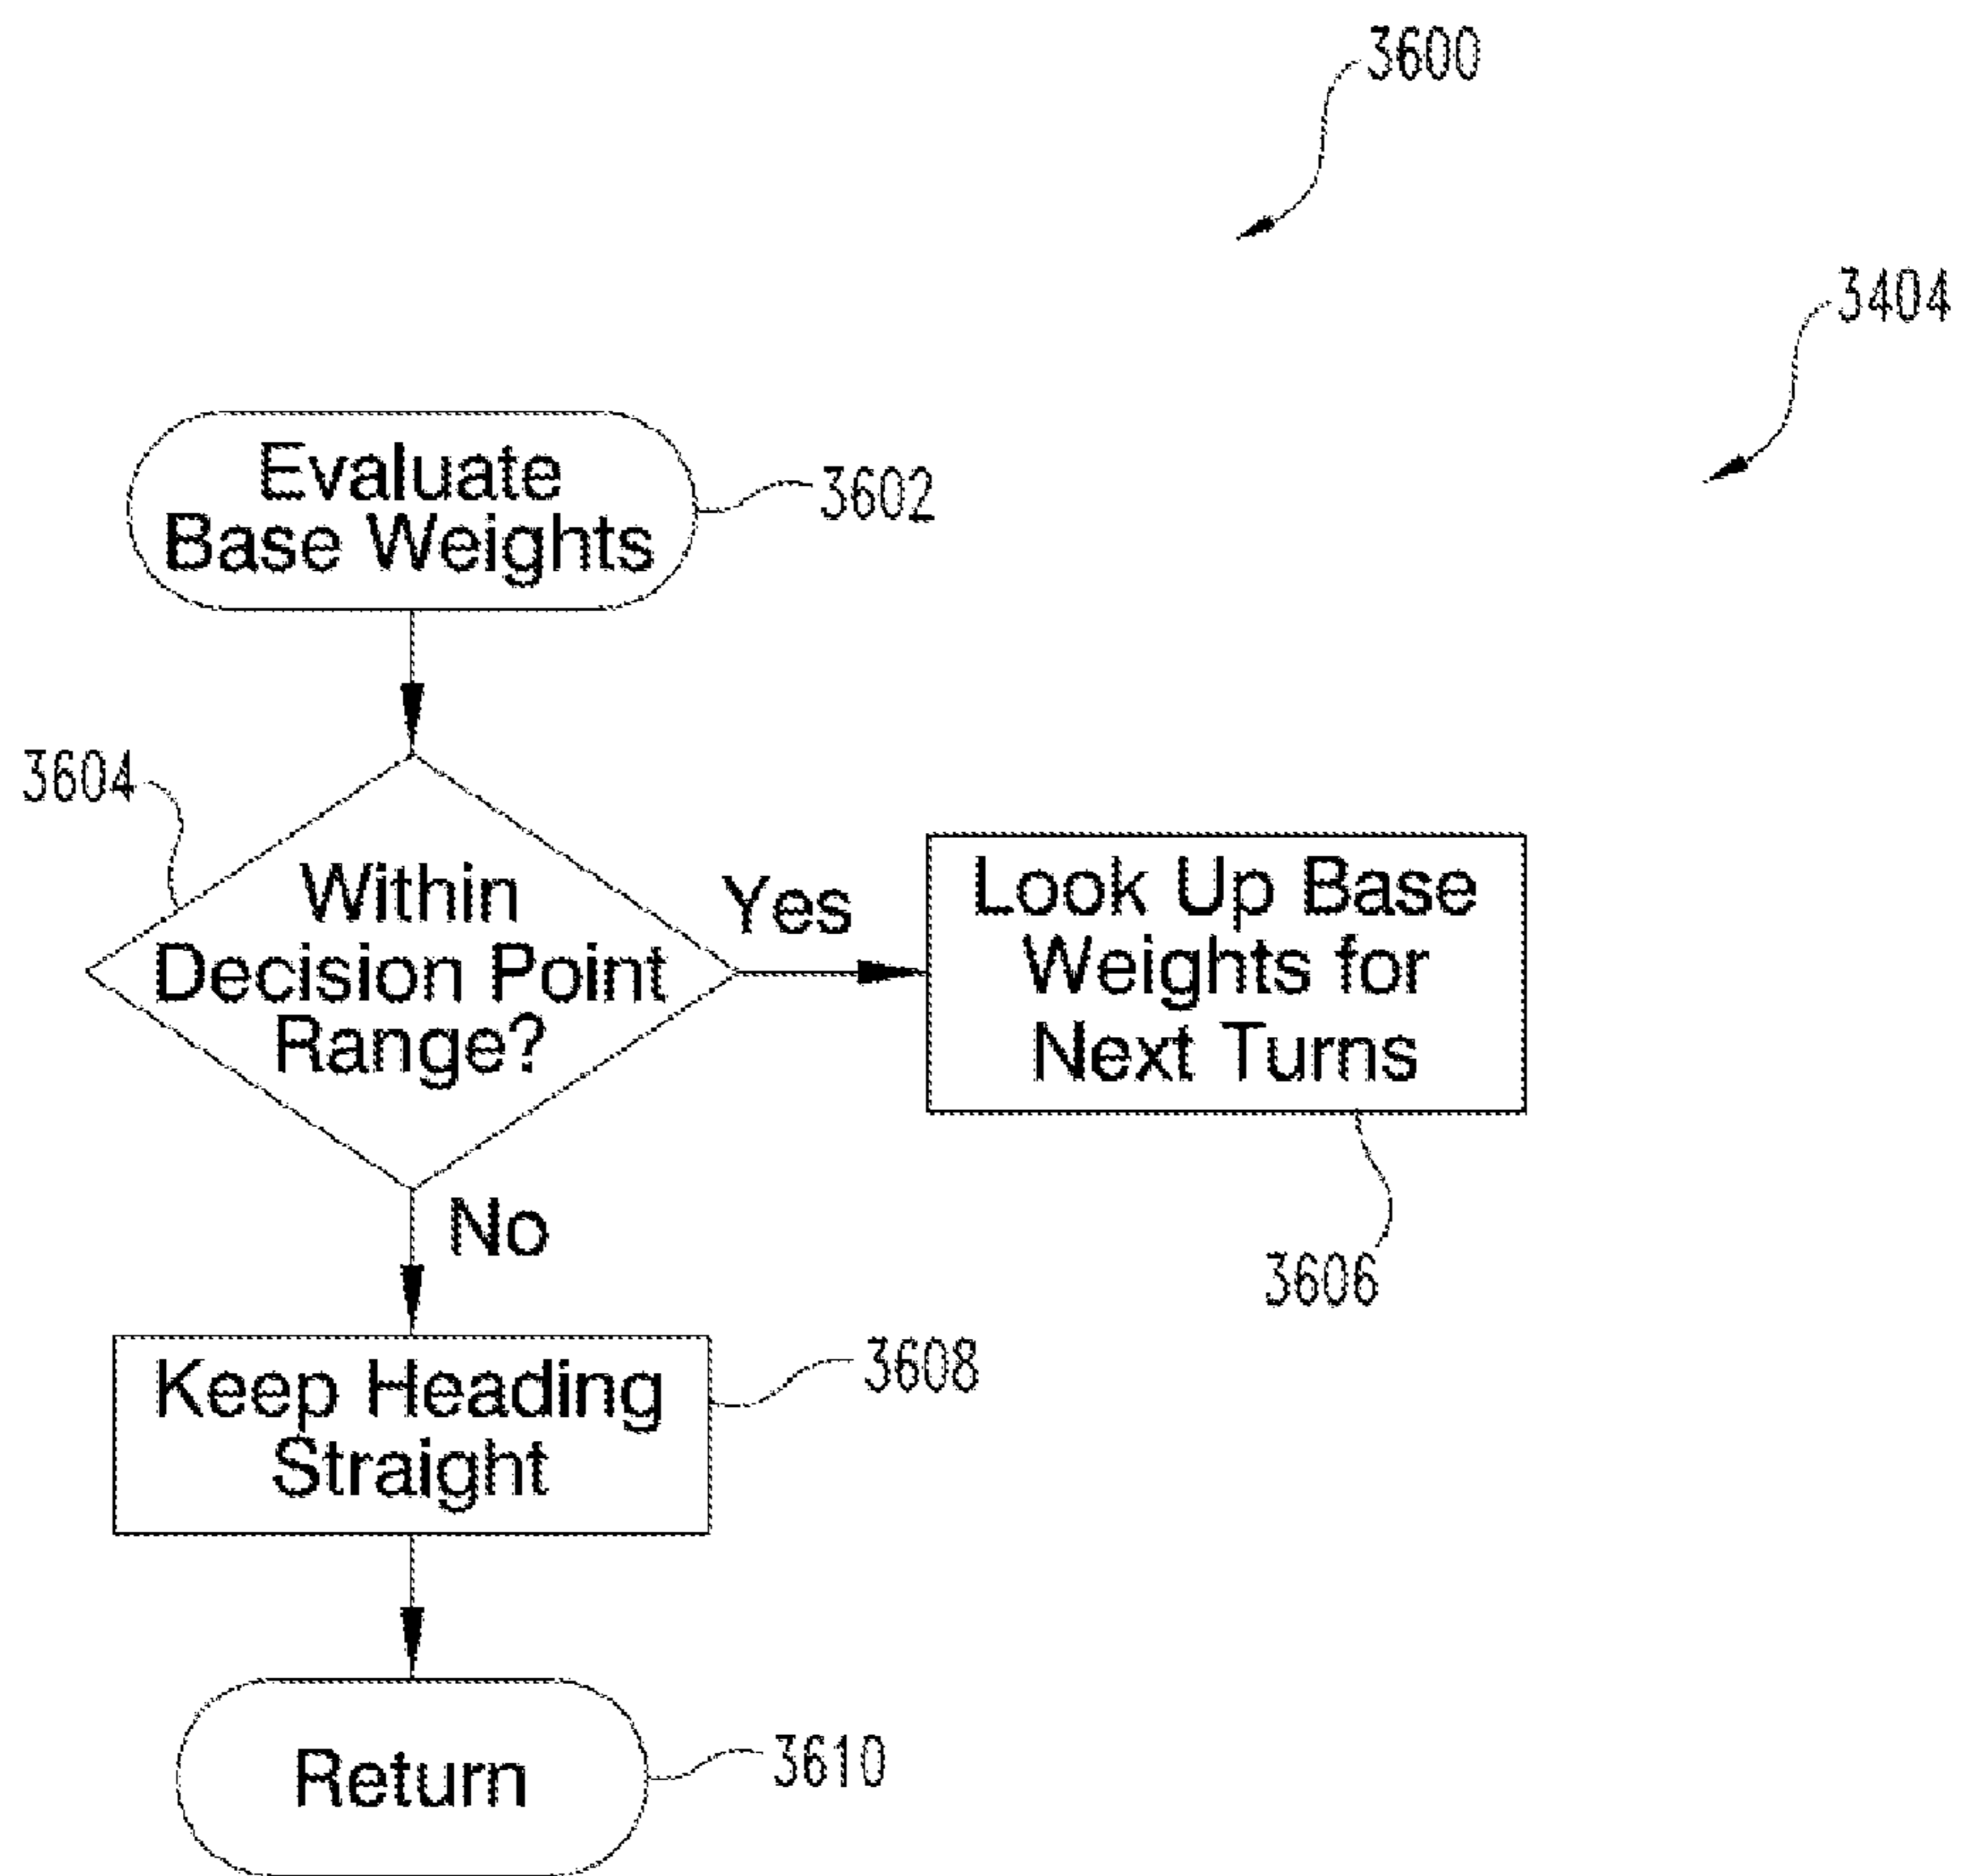 3600
3404
Evaluate
Base Weights
3602
3604
Within
Decision Point
Range?
Yes
Look Up Base
Weights for
Next Turns
3606
No
Keep Heading
Straight
3608
Return
3610